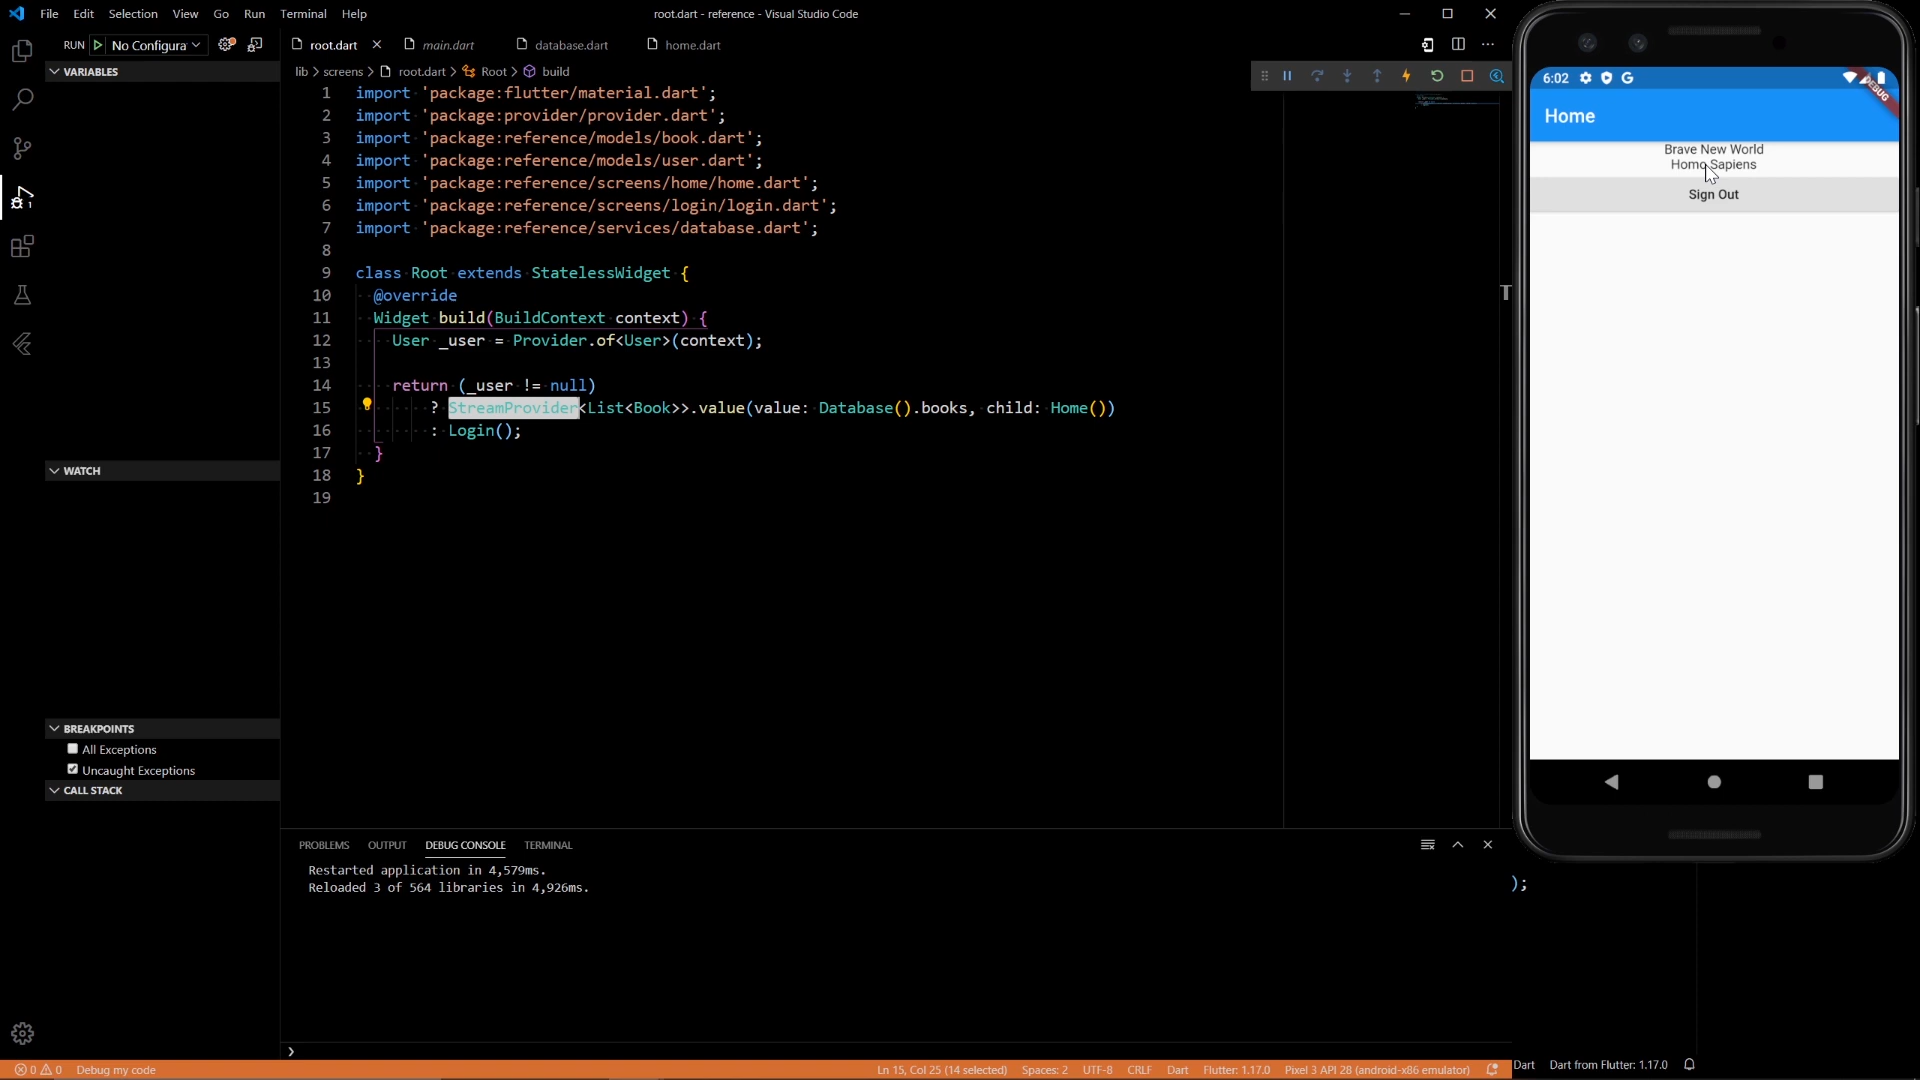 File Edit Selection View Go Run Terminal Help
root.dart - reference - Visual Studio Code
RUN No Configura
root.dart main.dart database.dart home.dart
VARIABLES
lib > screens > root.dart > Root > build
1 import 'package:flutter/material.dart';
2 import 'package:provider/provider.dart';
3 import 'package:reference/models/book.dart';
4 import 'package:reference/models/user.dart';
5 import 'package:reference/screens/home/home.dart';
6 import 'package:reference/screens/login/login.dart';
7 import 'package:reference/services/database.dart';
8
9 class Root extends StatelessWidget {
10 @override
11 Widget build(BuildContext context) {
12 User _user = Provider.of<User>(context);
13
14 return (_user != null)
15 ? StreamProvider<List<Book>>.value(value: Database().books, child: Home())
16 : Login();
17 }
18 }
19
WATCH
BREAKPOINTS
All Exceptions
Uncaught Exceptions
CALL STACK
PROBLEMS OUTPUT DEBUG CONSOLE TERMINAL
Restarted application in 4,579ms.
Reloaded 3 of 564 libraries in 4,926ms.
);
6:02
DEBUG
Home
Brave New World
Homo Sapiens
Sign Out
0 0 Debug my code
Ln 15, Col 25 (14 selected) Spaces: 2 UTF-8 CRLF Dart Flutter: 1.17.0 Pixel 3 API 28 (android-x86 emulator)
Dart Dart from Flutter: 1.17.0